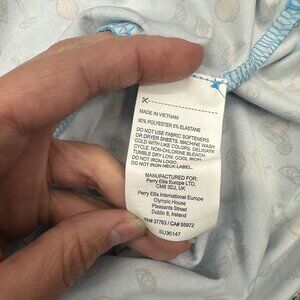 MADE IN VIETNAM
95% POLYESTER 5% ELASTANE
DO NOT USE FABRIC SOFTENERS
OR DRYER SHEETS. MACHINE WASH
COLD WITH LIKE COLORS. DELICATE
CYCLE. NON-CHLORINE BLEACH.
TUMBLE DRY LOW. COOL IRON.
DO NOT IRON LOGO.
DO NOT IRON NECK LABEL.
MANUFACTURED FOR:
Perry Ellis Europe LTD,
CM8 3DJ, UK
Perry Ellis International Europe
Olympic House
Pleasants Street
Dublin 8, Ireland
37763 / CA# 55972
SU36147